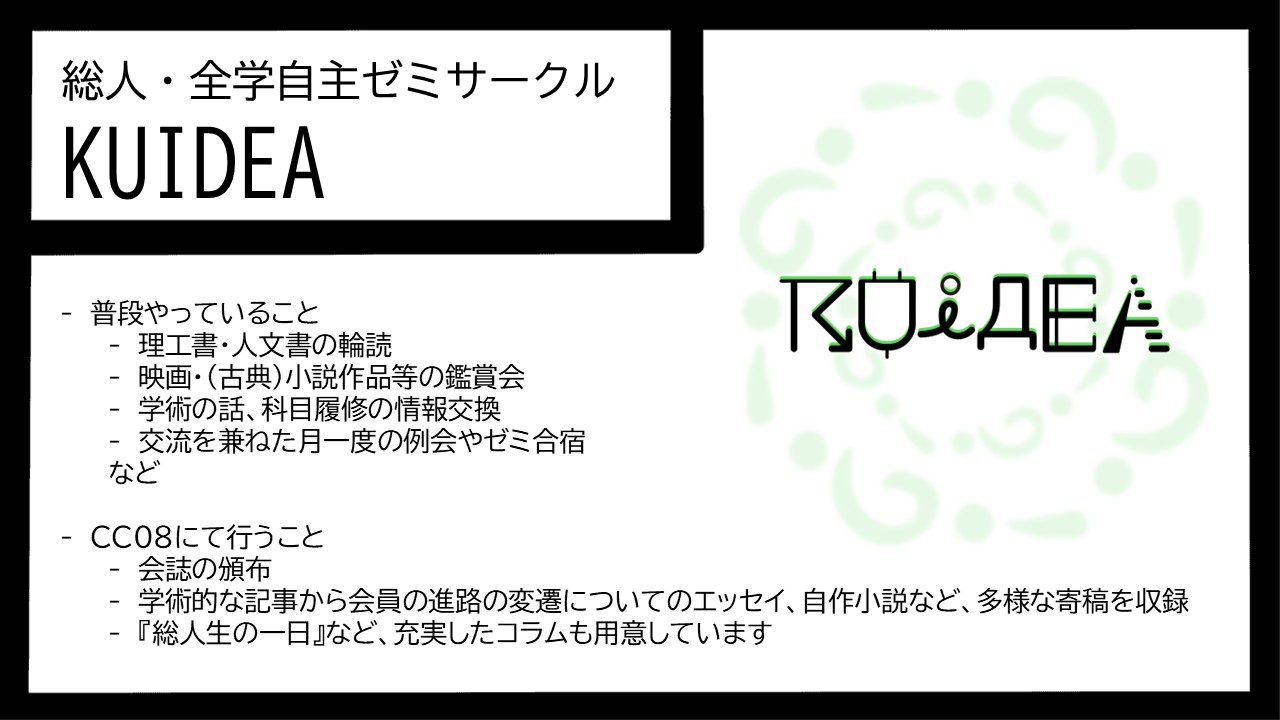 総人・全学自主ゼミサークル
KUIDEA
- 普段やっていること
- 理工書・人文書の輪読
- 映画・(古典)小説作品等の鑑賞会
- 学術の話、科目履修の情報交換
- 交流を兼ねた月一度の例会やゼミ合宿
など
- CC08にて行うこと
- 会誌の頒布
- 学術的な記事から会員の進路の変遷についてのエッセイ、自作小説など、多様な寄稿を収録
- 『総人生の一日』など、充実したコラムも用意しています
KUiДEA